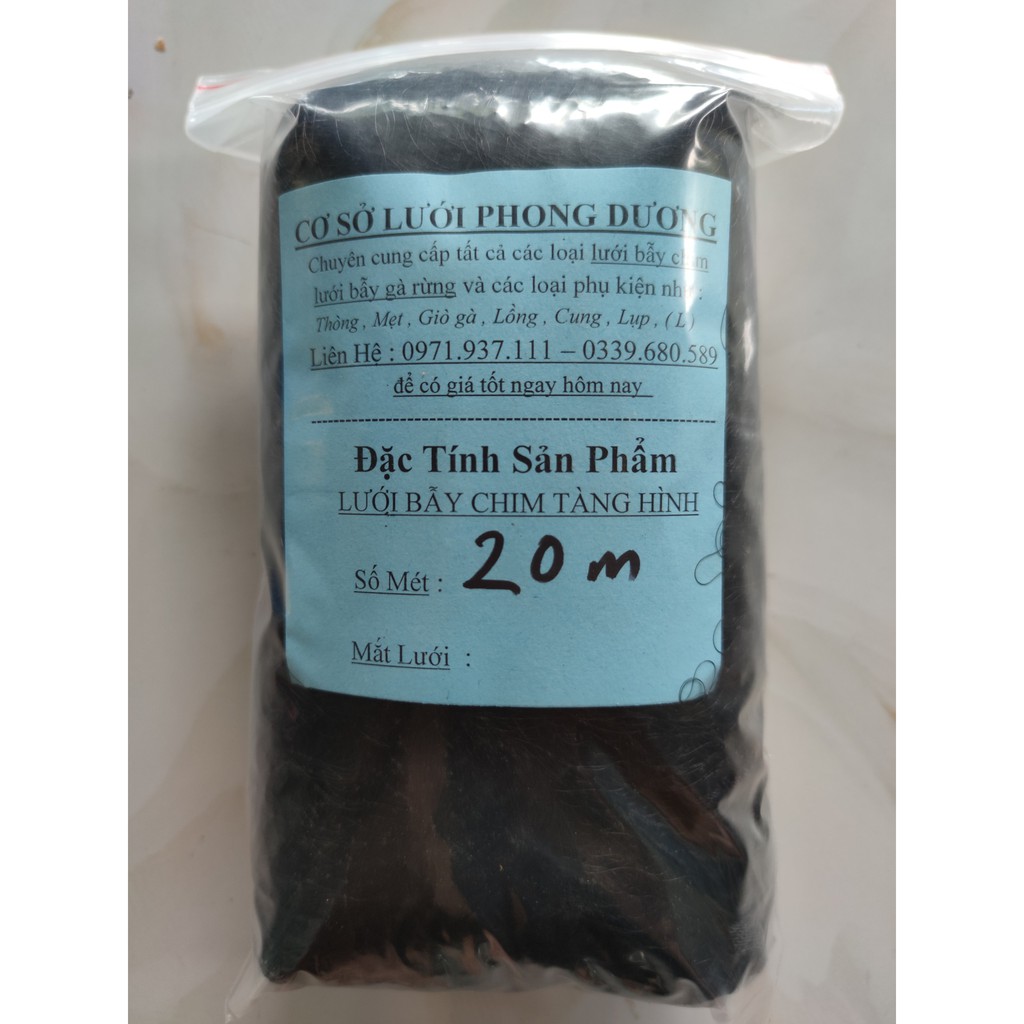 CƠ SỞ LƯỚI PHONG DƯƠNG
Chuyên cung cấp tất cả các loại lưới bẫy chim
lưới bẫy gà rừng và các loại phụ kiện như :
Thòng , Mẹt , Giò gà , Lồng , Cung , Lụp , ( L )
Liên Hệ : 0971.937.111 – 0339.680.589
để có giá tốt ngay hôm nay
Đặc Tính Sản Phẩm
LƯỚI BẪY CHIM TÀNG HÌNH
Số Mét : 20 m
Mắt Lưới :